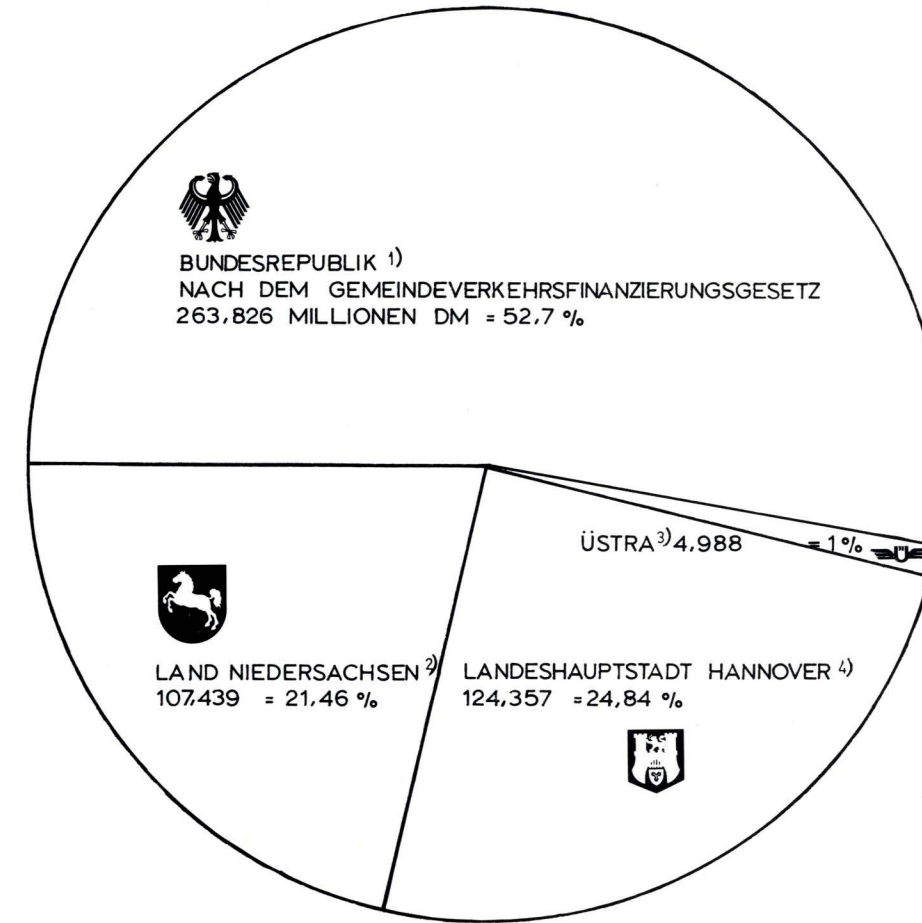 BUNDESREPUBLIK 1)
NACH DEM GEMEINDEVERKEHRSFINANZIERUNGSGESETZ
263,826 MILLIONEN DM = 52,7 %
ÜSTRA 3) 4,988 = 1 %
LAND NIEDERSACHSEN 2)
107,439 = 21,46 %
LANDESHAUPTSTADT HANNOVER 4)
124,357 = 24,84 %